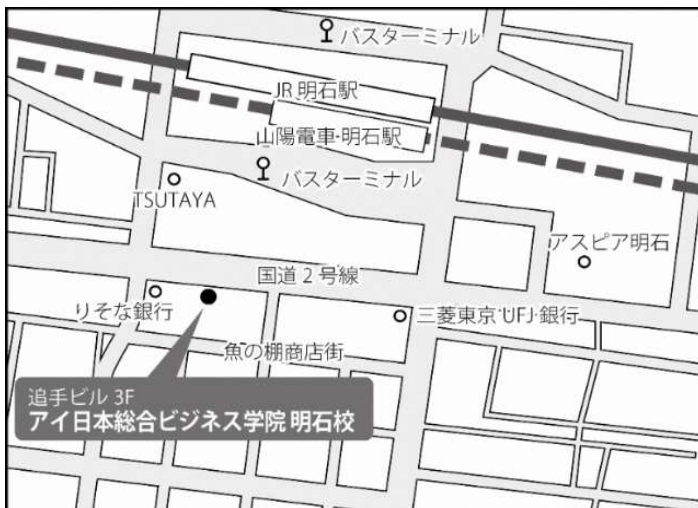 バスターミナル
JR 明石駅
山陽電車・明石駅
バスターミナル
TSUTAYA
アスピア明石
国道 2 号線
りそな銀行
三菱東京 UFJ 銀行
魚の棚商店街
追手ビル 3F
アイ日本総合ビジネス学院 明石校